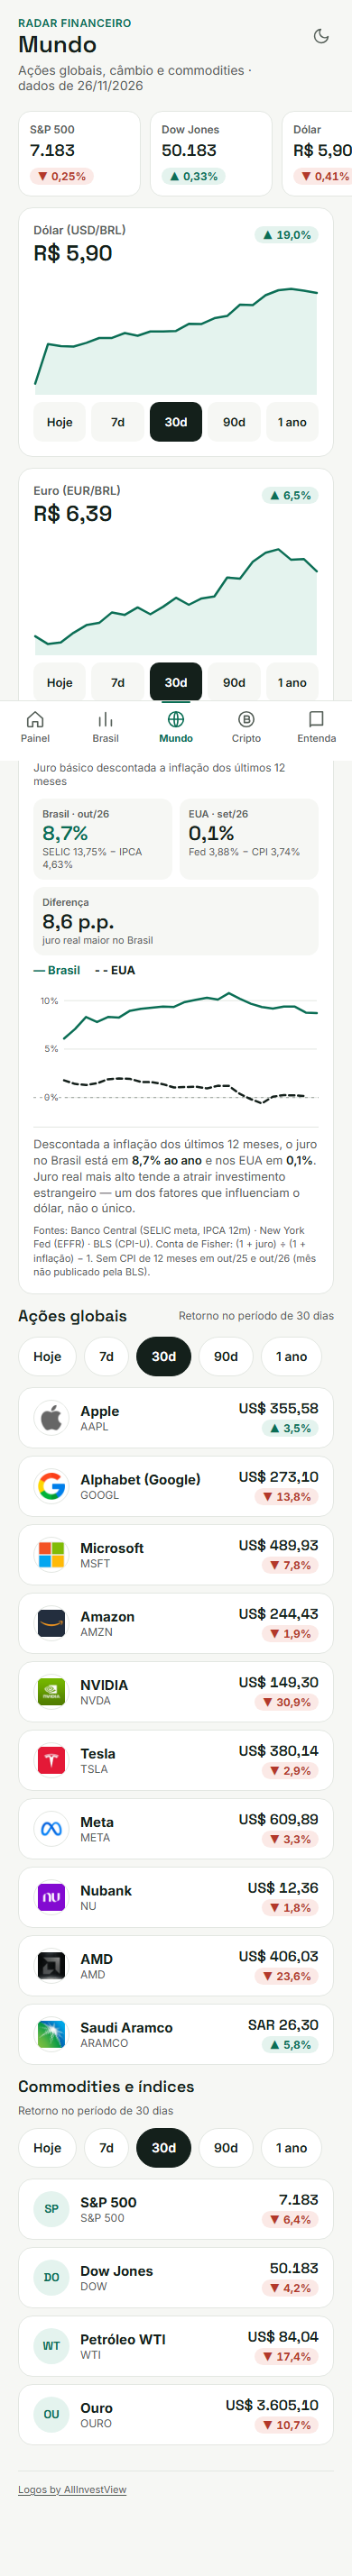 RADAR FINANCEIRO
Mundo
Ações globais, câmbio e commodities ·
dados de 26/11/2026
S&P 500
7.183
▼ 0,25%
Dow Jones
50.183
▲ 0,33%
Dólar
R$ 5,90
▼ 0,41%
Dólar (USD/BRL)
R$ 5,90
▲ 19,0%
Hoje
7d
30d
90d
1 ano
Euro (EUR/BRL)
R$ 6,39
▲ 6,5%
Hoje
7d
30d
90d
1 ano
Painel
Brasil
Mundo
Cripto
Entenda
Juro básico descontada a inflação dos últimos 12
meses
Brasil · out/26
8,7%
SELIC 13,75% − IPCA
4,63%
EUA · set/26
0,1%
Fed 3,88% − CPI 3,74%
Diferença
8,6 p.p.
juro real maior no Brasil
— Brasil
- - EUA
10%
5%
0%
Descontada a inflação dos últimos 12 meses, o juro
no Brasil está em 8,7% ao ano e nos EUA em 0,1%.
Juro real mais alto tende a atrair investimento
estrangeiro — um dos fatores que influenciam o
dólar, não o único.
Fontes: Banco Central (SELIC meta, IPCA 12m) · New York
Fed (EFFR) · BLS (CPI-U). Conta de Fisher: (1 + juro) ÷ (1 +
inflação) − 1. Sem CPI de 12 meses em out/25 e out/26 (mês
não publicado pela BLS).
Ações globais
Retorno no período de 30 dias
Hoje
7d
30d
90d
1 ano
Apple
AAPL
US$ 355,58
▲ 3,5%
Alphabet (Google)
GOOGL
US$ 273,10
▼ 13,8%
Microsoft
MSFT
US$ 489,93
▼ 7,8%
Amazon
AMZN
US$ 244,43
▼ 1,9%
NVIDIA
NVDA
US$ 149,30
▼ 30,9%
Tesla
TSLA
US$ 380,14
▼ 2,9%
Meta
META
US$ 609,89
▼ 3,3%
nu
Nubank
NU
US$ 12,36
▼ 1,8%
AMD
AMD
US$ 406,03
▼ 23,6%
Saudi Aramco
ARAMCO
SAR 26,30
▲ 5,8%
Commodities e índices
Retorno no período de 30 dias
Hoje
7d
30d
90d
1 ano
SP
S&P 500
S&P 500
7.183
▼ 6,4%
DO
Dow Jones
DOW
50.183
▼ 4,2%
WT
Petróleo WTI
WTI
US$ 84,04
▼ 17,4%
OU
Ouro
OURO
US$ 3.605,10
▼ 10,7%
Logos by AllInvestView